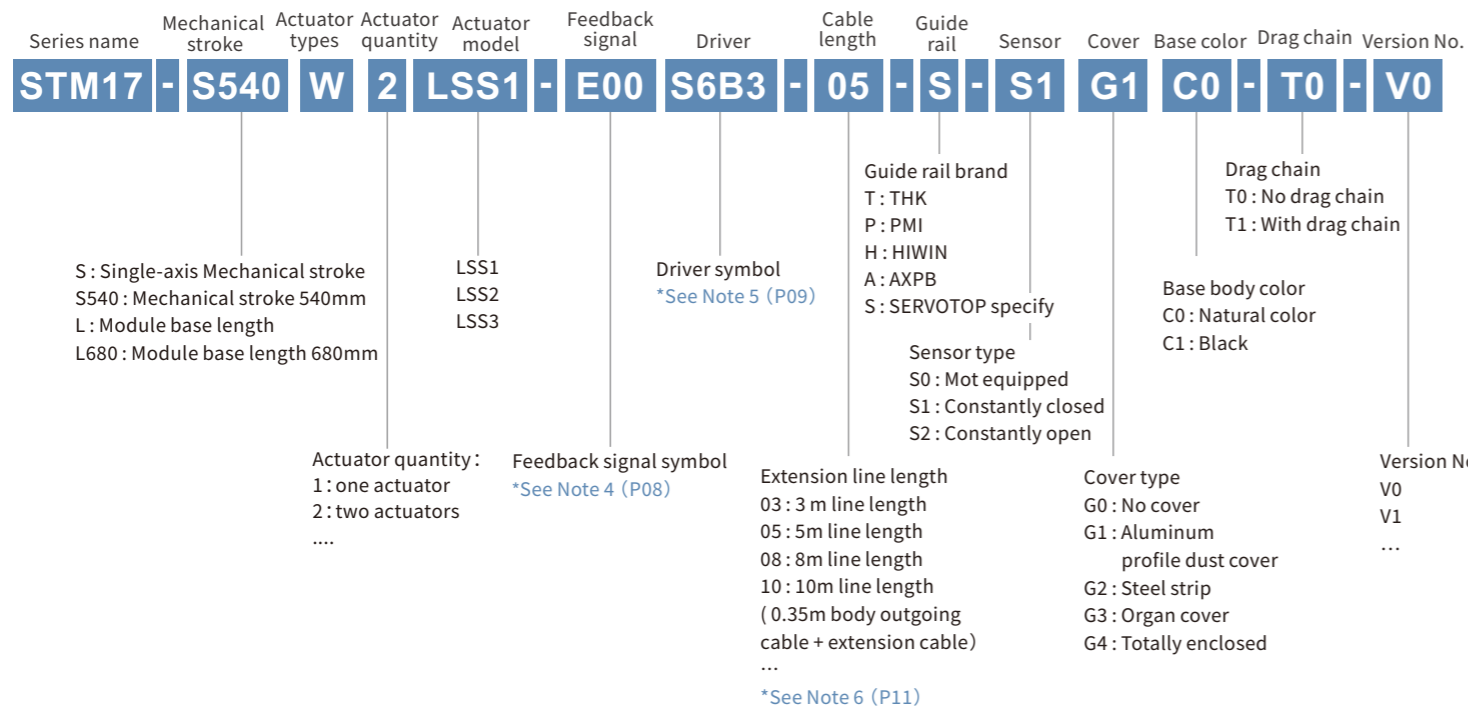 Series name
Mechanical
stroke
Actuator
types
Actuator
quantity
Actuator
model
Feedback
signal
Driver
Cable
length
Guide
rail
Sensor
Cover
Base color
Drag chain
Version No.
STM17 - S540 W 2 LSS1 - E00 S6B3 - 05 - S - S1 G1 C0 - T0 - V0
S : Single-axis Mechanical stroke
S540 : Mechanical stroke 540mm
L : Module base length
L680 : Module base length 680mm
Actuator quantity：
1：one actuator
2：two actuators
....
LSS1
LSS2
LSS3
Feedback signal symbol
*See Note 4（P08）
Driver symbol
*See Note 5（P09）
Extension line length
03 : 3 m line length
05 : 5m line length
08 : 8m line length
10 : 10m line length
( 0.35m body outgoing
cable + extension cable）
...
*See Note 6（P11）
Guide rail brand
T : THK
P : PMI
H : HIWIN
A : AXPB
S : SERVOTOP specify
Sensor type
S0 : Mot equipped
S1 : Constantly closed
S2 : Constantly open
Cover type
G0 : No cover
G1 : Aluminum
profile dust cover
G2 : Steel strip
G3 : Organ cover
G4 : Totally enclosed
Base body color
C0 : Natural color
C1 : Black
Drag chain
T0 : No drag chain
T1 : With drag chain
Version No
V0
V1
...